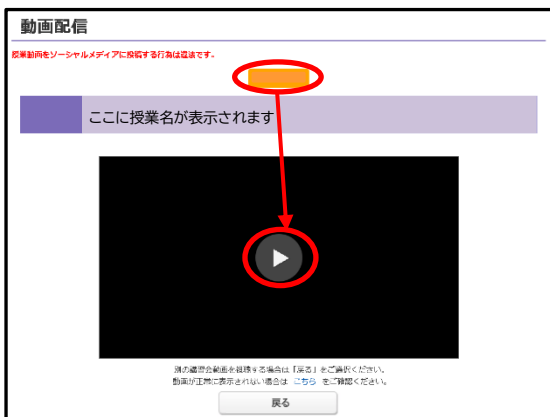 動画配信
授業動画をソーシャルメディアに投稿する行為は違法です。
ここに授業名が表示されます
別の講習会動画を視聴する場合は「戻る」をご選択ください。
動画が正常に表示されない場合は こちら をご確認ください。
戻る